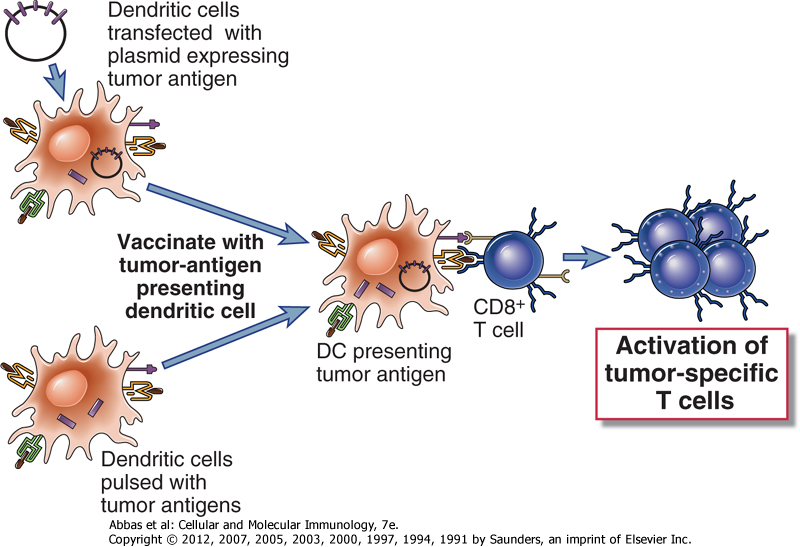 Dendritic cells
transfected with
plasmid expressing
tumor antigen
Vaccinate with
tumor-antigen
presenting
dendritic cell
DC presenting
tumor antigen
CD8+
T cell
Activation of
tumor-specific
T cells
Dendritic cells
pulsed with
tumor antigens
Abbas et al: Cellular and Molecular Immunology, 7e.
Copyright © 2012, 2007, 2005, 2003, 2000, 1997, 1994, 1991 by Saunders, an imprint of Elsevier Inc.